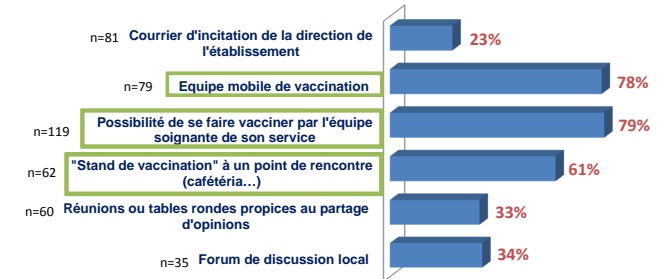 n=81 Courrier d'incitation de la direction de
l'établissement
23%
n=79 Equipe mobile de vaccination
78%
n=119 Possibilité de se faire vacciner par l'équipe
soignante de son service
79%
n=62 "Stand de vaccination" à un point de rencontre
(cafétéria…)
61%
n=60 Réunions ou tables rondes propices au partage
d'opinions
33%
n=35 Forum de discussion local
34%